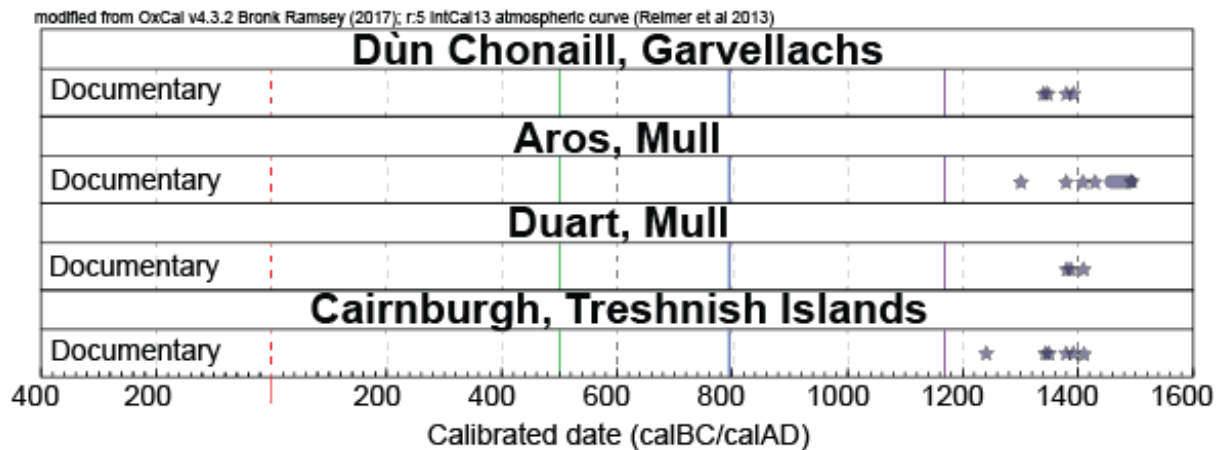 modified from OxCal v4.3.2 Bronk Ramsey (2017); r:5 IntCal13 atmospheric curve (Reimer et al 2013)
Dùn Chonaill, Garvellachs
Documentary
Aros, Mull
Documentary
Duart, Mull
Documentary
Cairnburgh, Treshnish Islands
Documentary
400 200 200 400 600 800 1000 1200 1400 1600
Calibrated date (calBC/calAD)